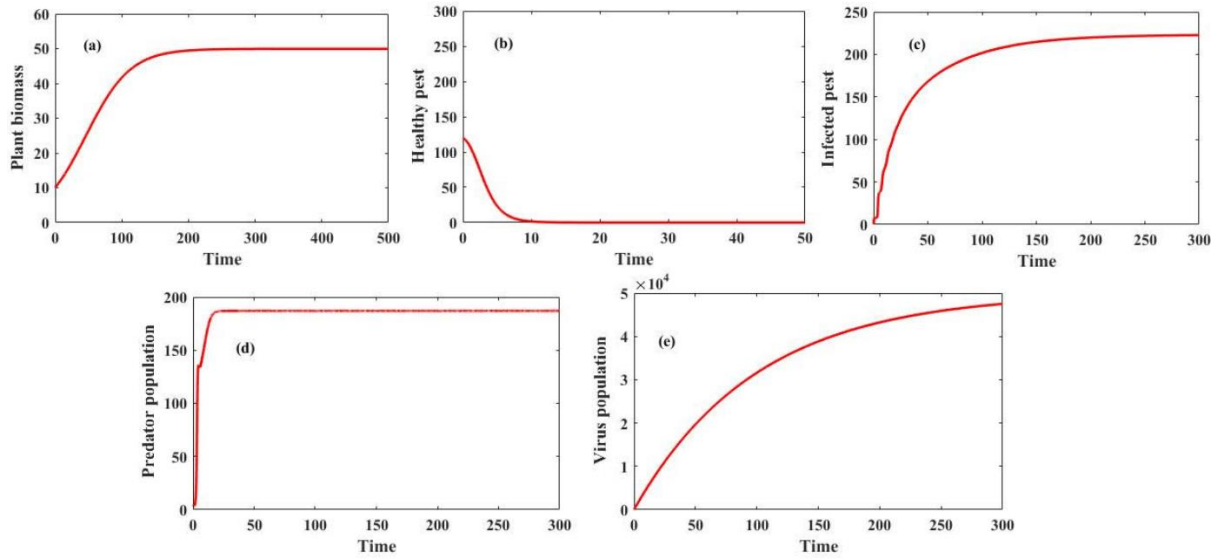 60
50
40
30
20
10
0
Plant biomass
(a)
0 100 200 300 400 500
Time
300
250
200
150
100
50
0
Healthy pest
(b)
0 10 20 30 40 50
Time
250
200
150
100
50
0
Infected pest
(c)
0 50 100 150 200 250 300
Time
200
150
100
50
0
Predator population
(d)
0 50 100 150 200 250 300
Time
×10⁴
5
4
3
2
1
0
Virus population
(e)
0 50 100 150 200 250 300
Time